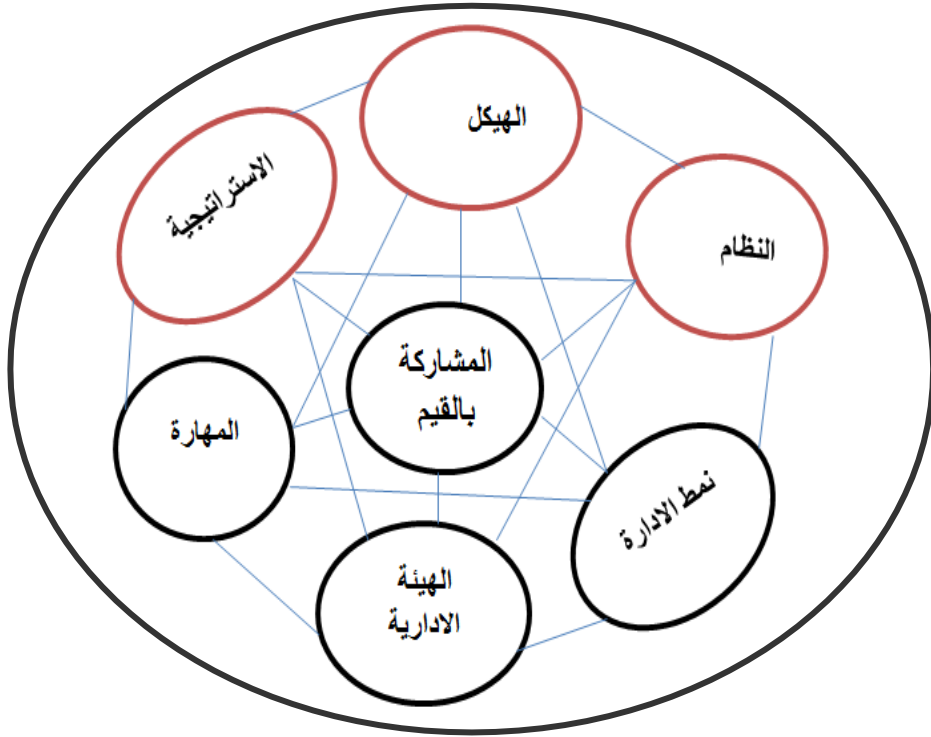 الهيكل
الاستراتيجية
النظام
المشاركة
بالقيم
المهارة
نمط الادارة
الهيئة
الادارية